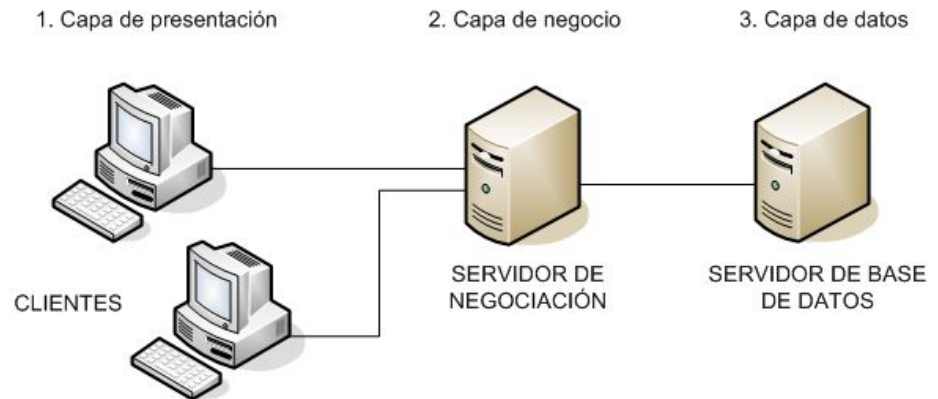 1. Capa de presentación
2. Capa de negocio
3. Capa de datos
CLIENTES
SERVIDOR DE
NEGOCIACIÓN
SERVIDOR DE BASE
DE DATOS